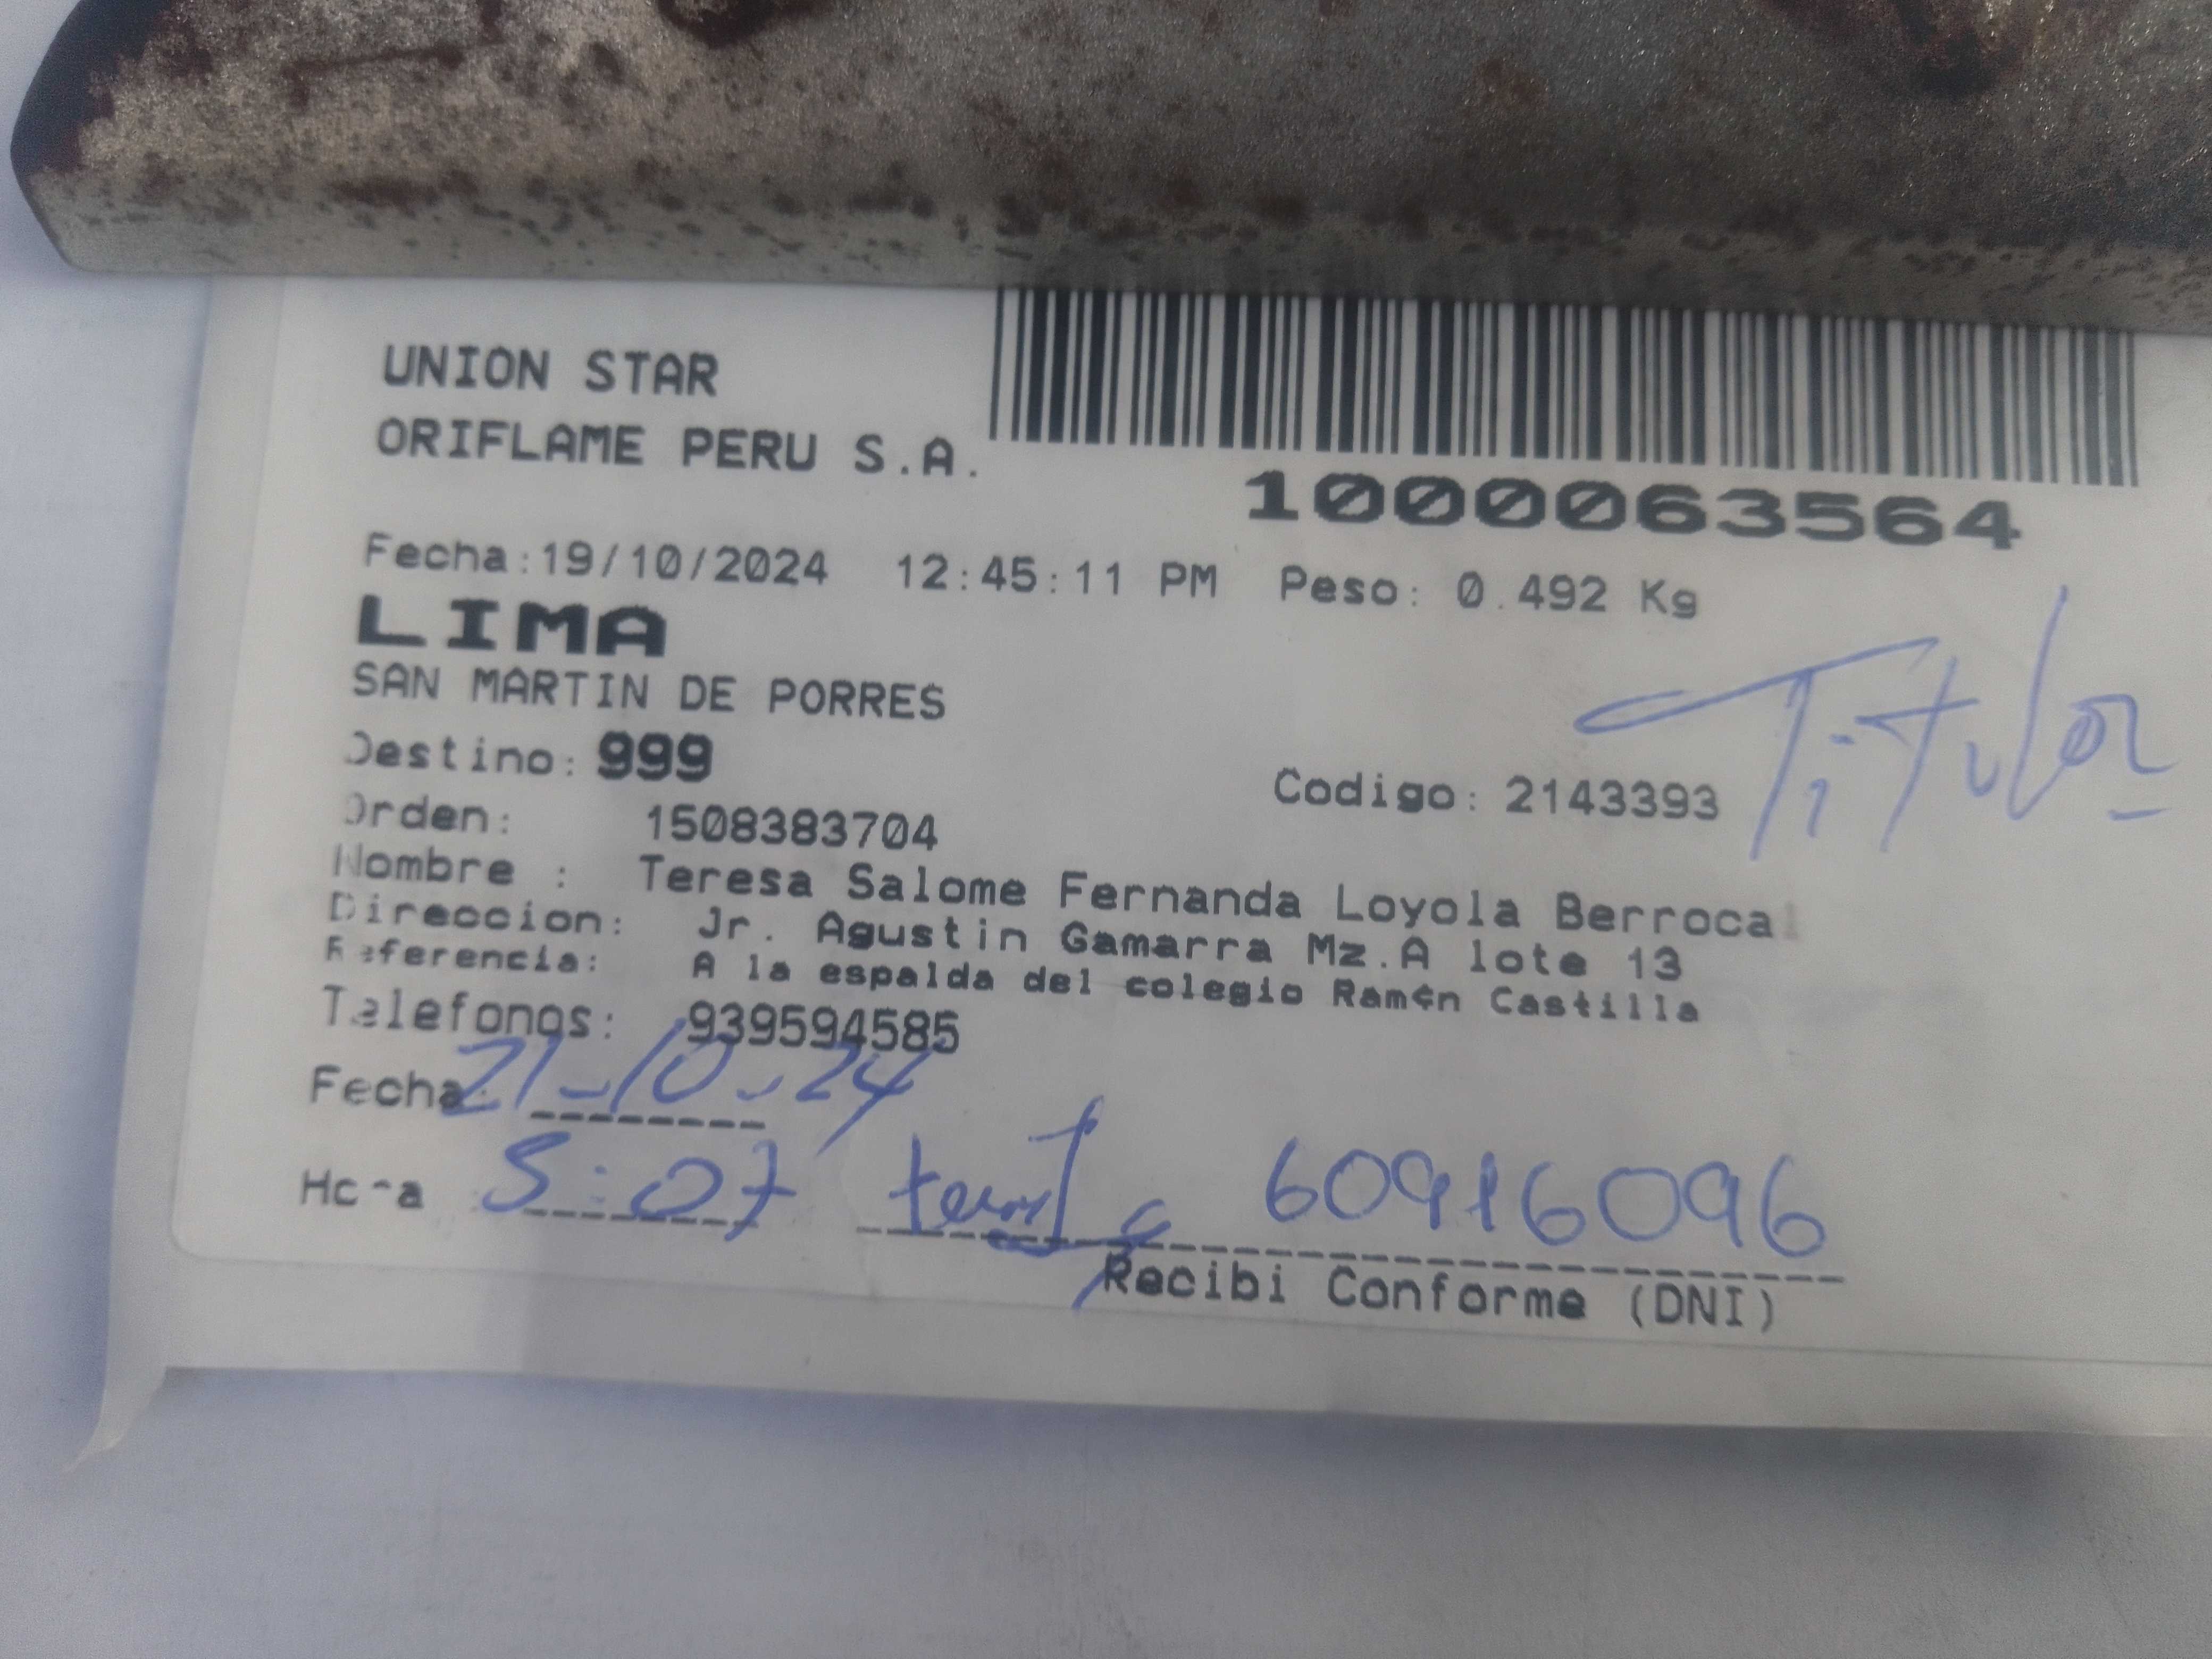 UNION STAR
ORIFLAME PERU S.A.
1000063564
Fecha:19/10/2024 12:45:11 PM Peso: 0.492 Kg
LIMA
SAN MARTIN DE PORRES
Titular
Destino: 999
Codigo: 2143393
Orden: 1508383704
Nombre : Teresa Salome Fernanda Loyola Berrocal
Direccion: Jr. Agustin Gamarra Mz.A lote 13
Referencia: A la espalda del colegio Ram¢n Castilla
Telefonos: 939594585
Fecha: 21-10-24
Hora : 5:07 60916096
Recibi Conforme (DNI)